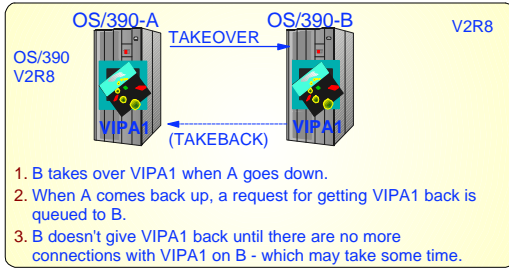 OS/390-A
OS/390-B
V2R8
TAKEOVER
OS/390
V2R8
VIPA1
VIPA1
(TAKEBACK)
1. B takes over VIPA1 when A goes down.
2. When A comes back up, a request for getting VIPA1 back is
queued to B.
3. B doesn't give VIPA1 back until there are no more
connections with VIPA1 on B - which may take some time.